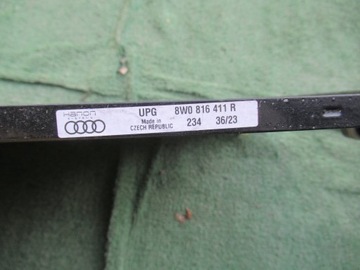 Hanon UPG 8W0 816 411 R
Made in 234 36/23
CZECH REPUBLIC